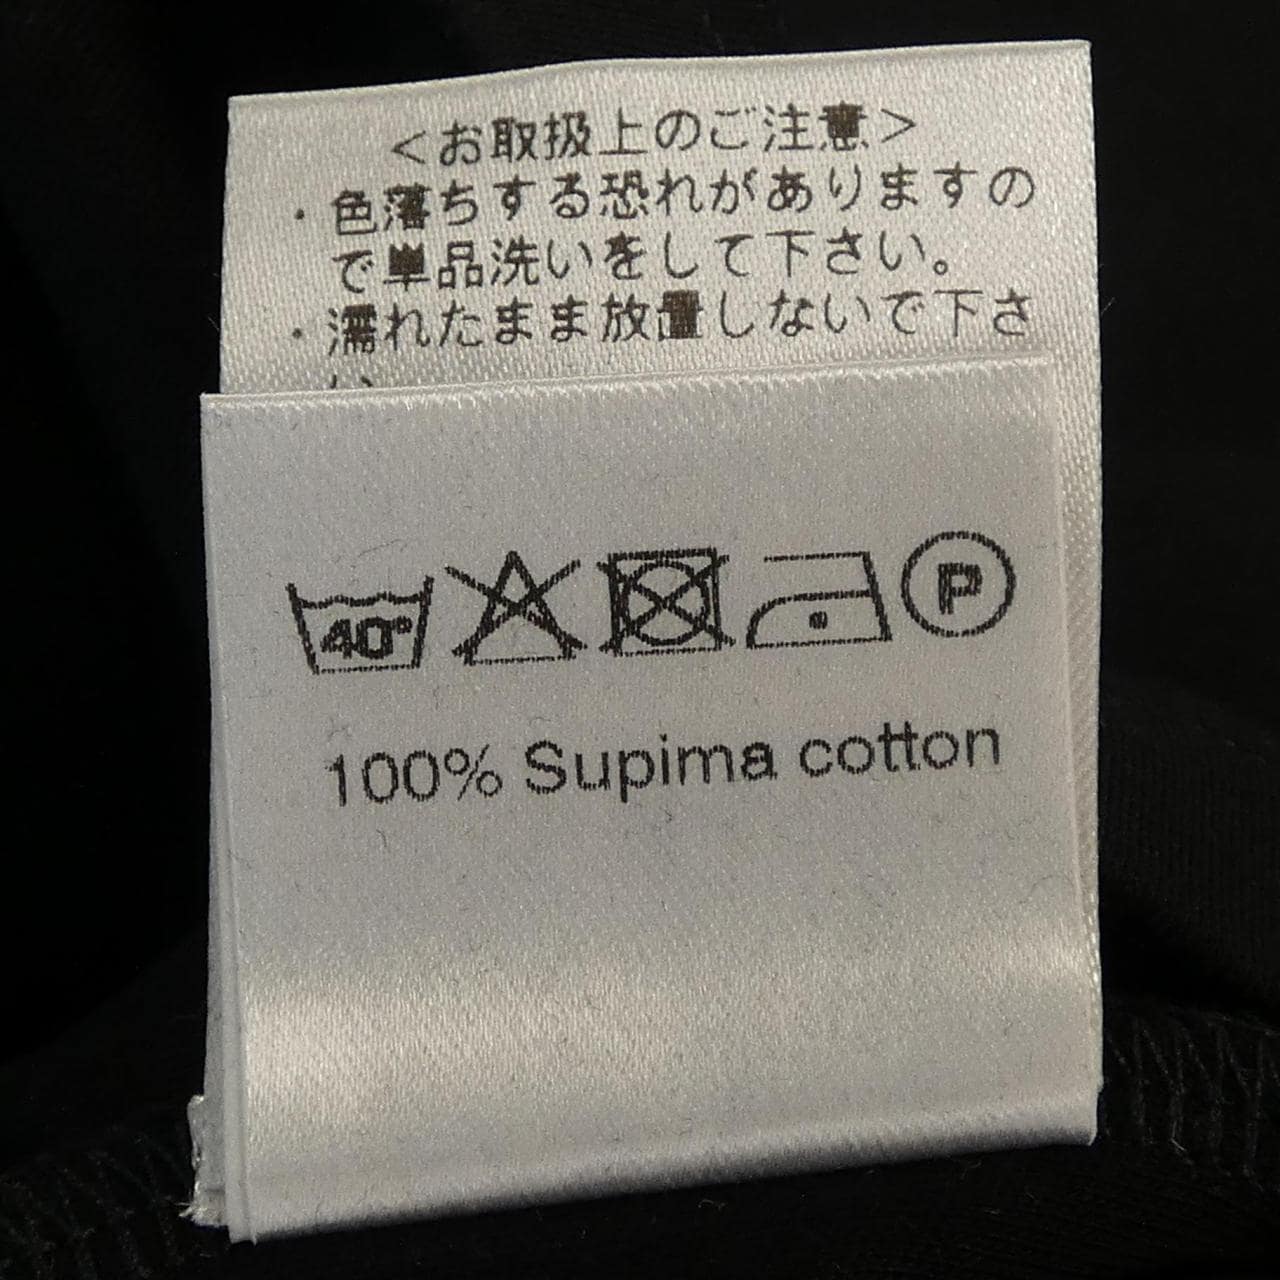 ＜お取扱上のご注意＞
・色落ちする恐れがありますの
で単品洗いをして下さい。
・濡れたまま放置しないで下さ
い
40°
P
100% Supima cotton